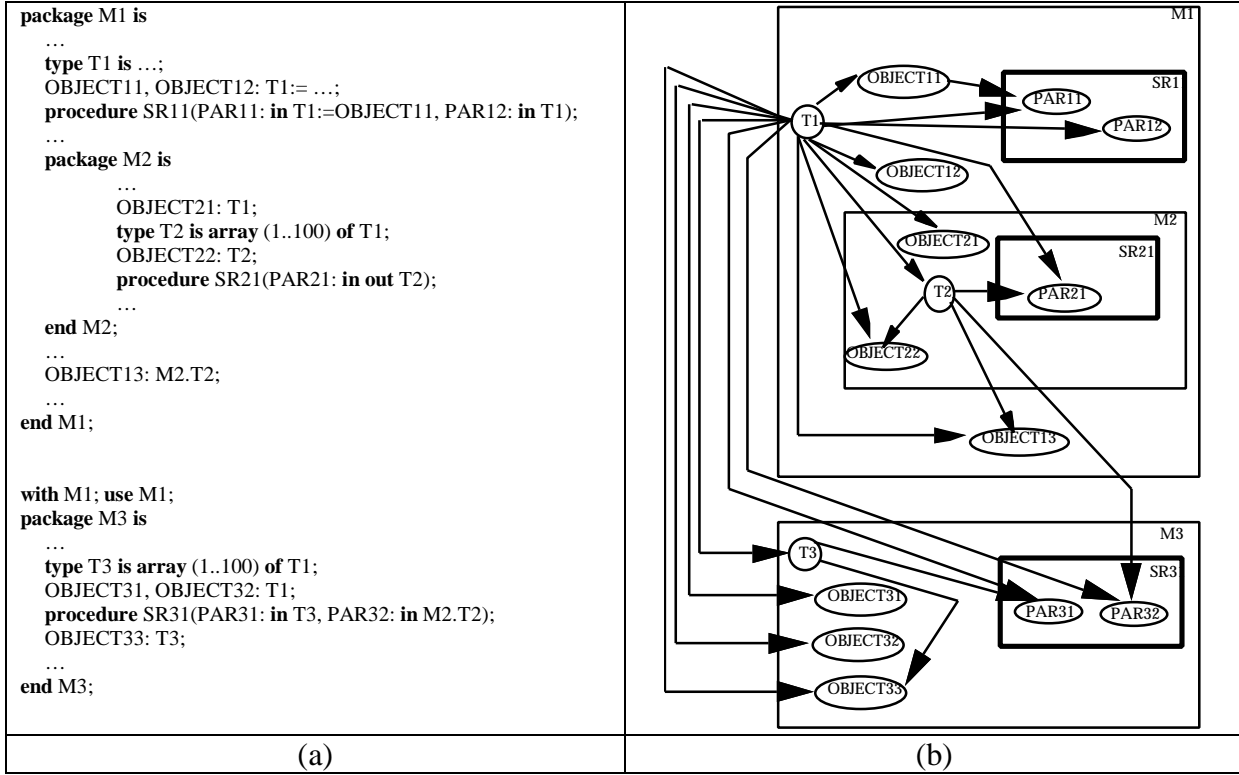 package M1 is
…
type T1 is …;
OBJECT11, OBJECT12: T1:= …;
procedure SR11(PAR11: in T1:=OBJECT11, PAR12: in T1);
…
package M2 is
…
OBJECT21: T1;
type T2 is array (1..100) of T1;
OBJECT22: T2;
procedure SR21(PAR21: in out T2);
…
end M2;
…
OBJECT13: M2.T2;
…
end M1;
with M1; use M1;
package M3 is
…
type T3 is array (1..100) of T1;
OBJECT31, OBJECT32: T1;
procedure SR31(PAR31: in T3, PAR32: in M2.T2);
OBJECT33: T3;
…
end M3;
(a)
M1
OBJECT11
SR1
PAR11
T1
PAR12
OBJECT12
M2
OBJECT21
SR21
T2
PAR21
OBJECT22
OBJECT13
M3
T3
SR3
OBJECT31
PAR31
PAR32
OBJECT32
OBJECT33
(b)